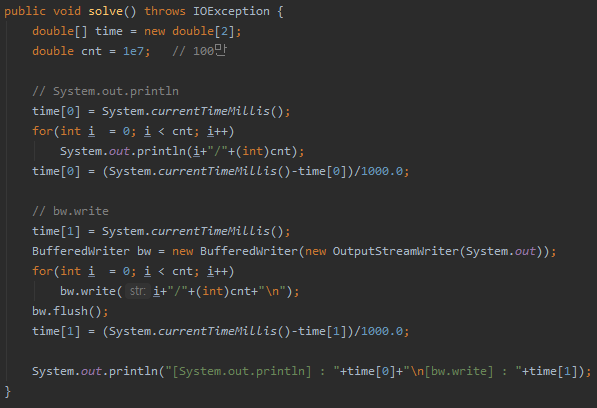 public void solve() throws IOException {
    double[] time = new double[2];
    double cnt = 1e7;   // 100만

    // System.out.println
    time[0] = System.currentTimeMillis();
    for(int i  = 0; i < cnt; i++)
        System.out.println(i+"/"+(int)cnt);
    time[0] = (System.currentTimeMillis()-time[0])/1000.0;

    // bw.write
    time[1] = System.currentTimeMillis();
    BufferedWriter bw = new BufferedWriter(new OutputStreamWriter(System.out));
    for(int i  = 0; i < cnt; i++)
        bw.write( str: i+"/"+(int)cnt+"\n");
    bw.flush();
    time[1] = (System.currentTimeMillis()-time[1])/1000.0;

    System.out.println("[System.out.println] : "+time[0]+"\n[bw.write] : "+time[1]);
}